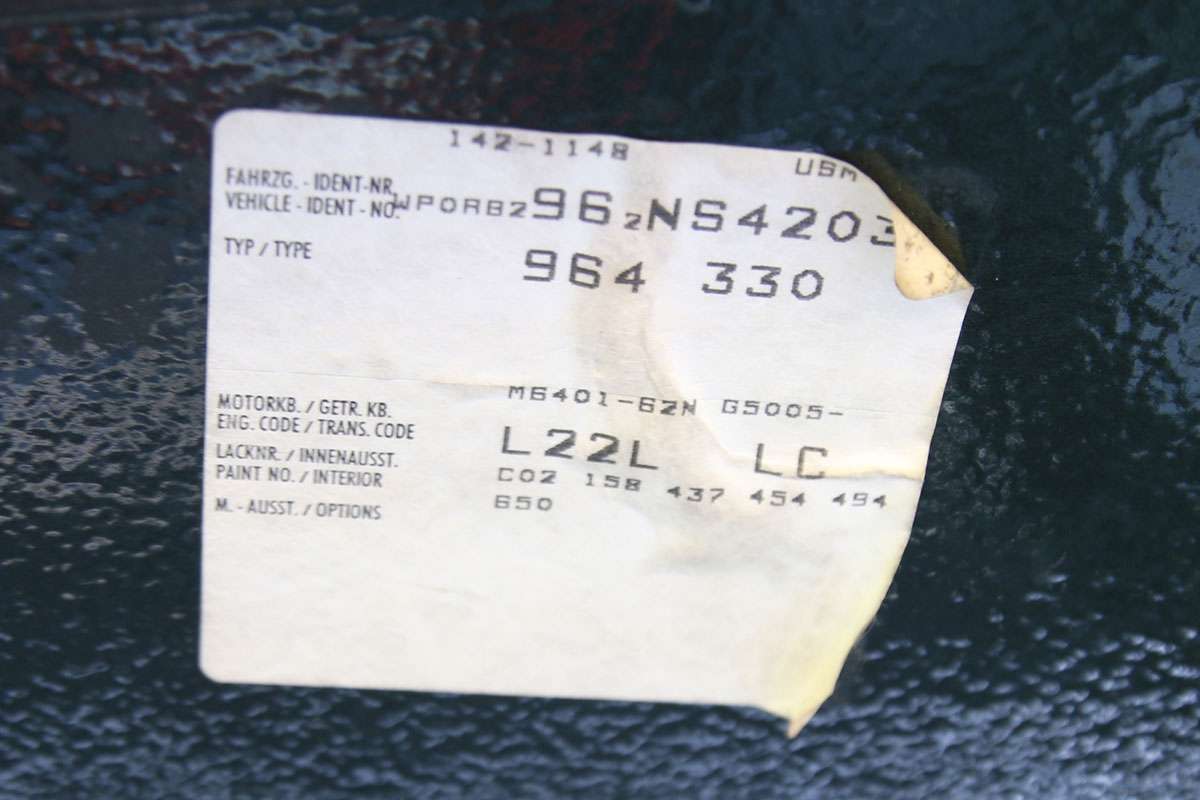 142-1148 USM
FAHRZG. - IDENT-NR.
VEHICLE - IDENT - NO. WP0AB2962NS4203
TYP / TYPE 964 330
MOTORKB. / GETR. KB. M6401-62N G5005-
ENG. CODE / TRANS. CODE
LACKNR. / INNENAUSST. L22L LC
PAINT NO. / INTERIOR C02 158 437 454 494
M. - AUSST. / OPTIONS 650